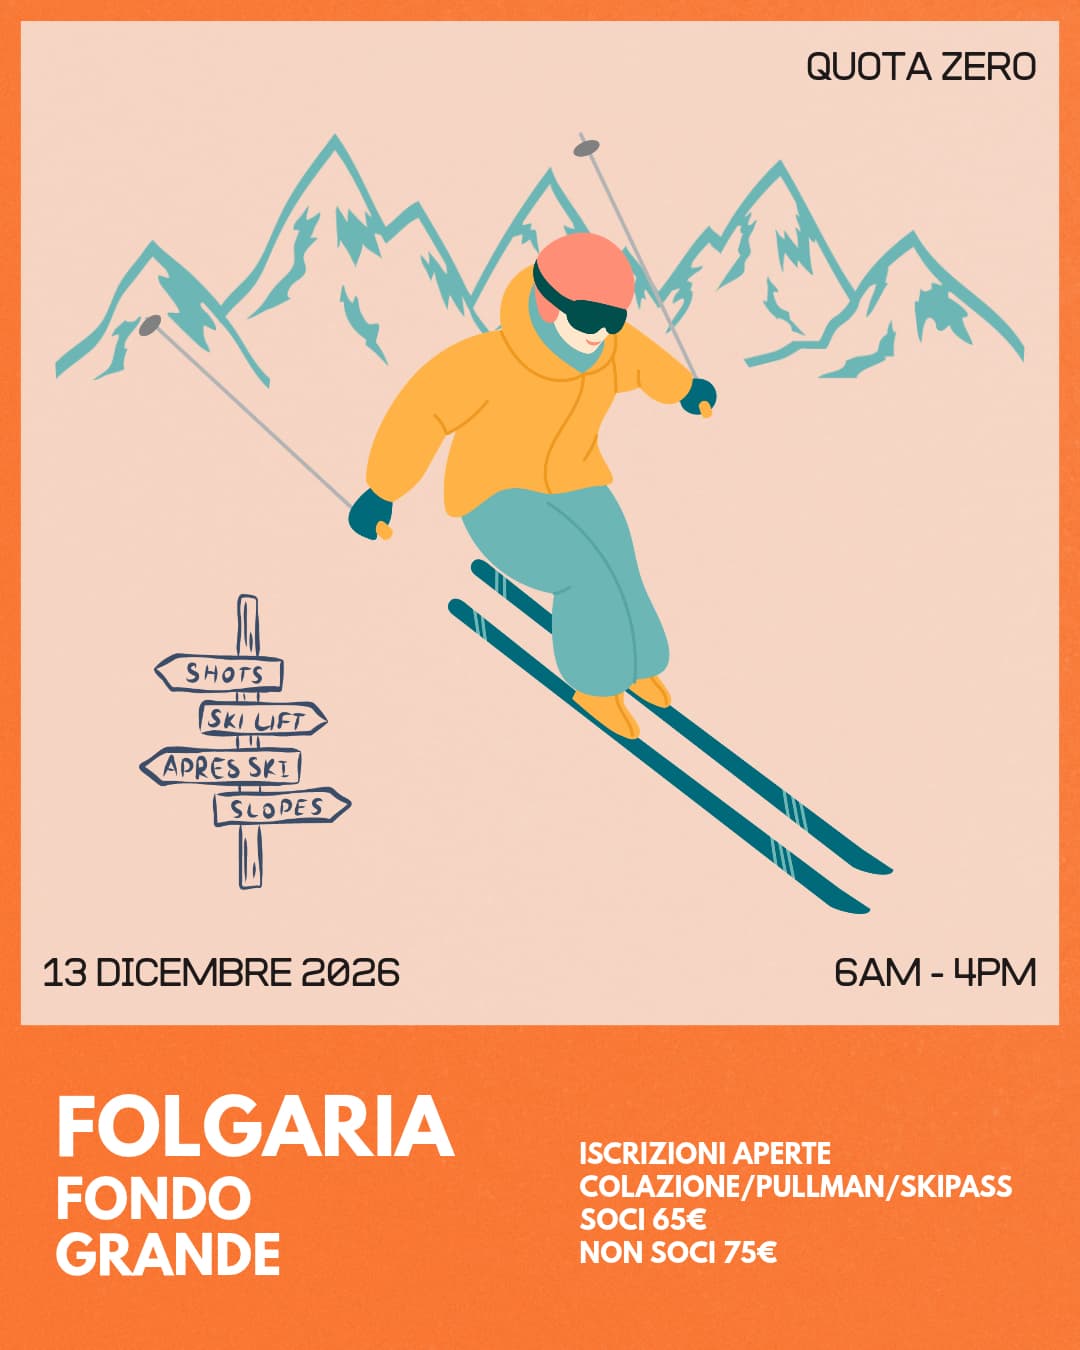 QUOTA ZERO
SHOTS
SKI LIFT
APRES SKI
SLOPES
13 DICEMBRE 2026
6AM - 4PM
FOLGARIA
FONDO
GRANDE
ISCRIZIONI APERTE
COLAZIONE/PULLMAN/SKIPASS
SOCI 65€
NON SOCI 75€